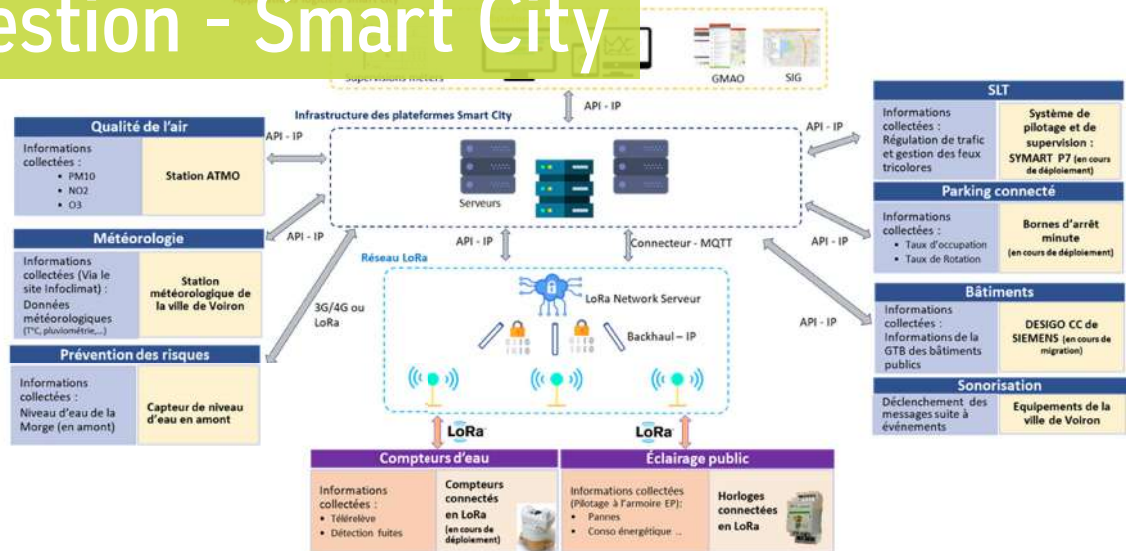 estion - Smart City
GMAO
SIG
API - IP
Infrastructure des plateformes Smart City
Serveurs
Qualité de l'air
Informations
collectées :
• PM10
• NO2
• O3
Station ATMO
API - IP
Météorologie
Informations
collectées (Via le
site Infoclimat) :
Données
météorologiques
(T°C, pluviométrie,...)
Station
météorologique de
la ville de Voiron
API - IP
Prévention des risques
Informations
collectées :
Niveau d'eau de la
Morge (en amont)
Capteur de niveau
d'eau en amont
3G/4G ou
LoRa
API - IP
Connecteur - MQTT
Réseau LoRa
LoRa Network Serveur
Backhaul – IP
LoRa
LoRa
Compteurs d'eau
Informations
collectées :
• Télérelève
• Détection fuites
Compteurs
connectés
en LoRa
(en cours de
déploiement)
Éclairage public
Informations collectées
(Pilotage à l'armoire EP):
• Pannes
• Conso énergétique ..
Horloges
connectées
en LoRa
API - IP
SLT
Informations
collectées :
Régulation de trafic
et gestion des feux
tricolores
Système de
pilotage et de
supervision :
SYMART P7 (en cours
de déploiement)
API - IP
Parking connecté
Informations
collectées :
• Taux d'occupation
• Taux de Rotation
Bornes d'arrêt
minute
(en cours de déploiement)
API - IP
Bâtiments
Informations
collectées :
Informations de la
GTB des bâtiments
publics
DESIGO CC de
SIEMENS (en cours de
migration)
Sonorisation
Déclenchement des
messages suite à
événements
Equipements de la
ville de Voiron